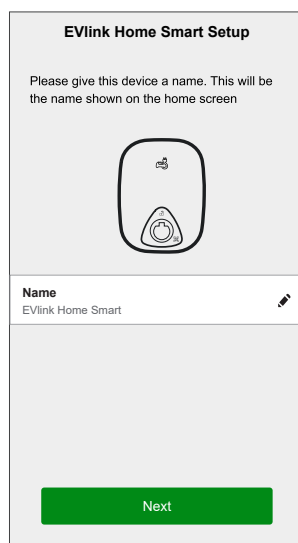 EVlink Home Smart Setup
Please give this device a name. This will be
the name shown on the home screen
Name
EVlink Home Smart
Next